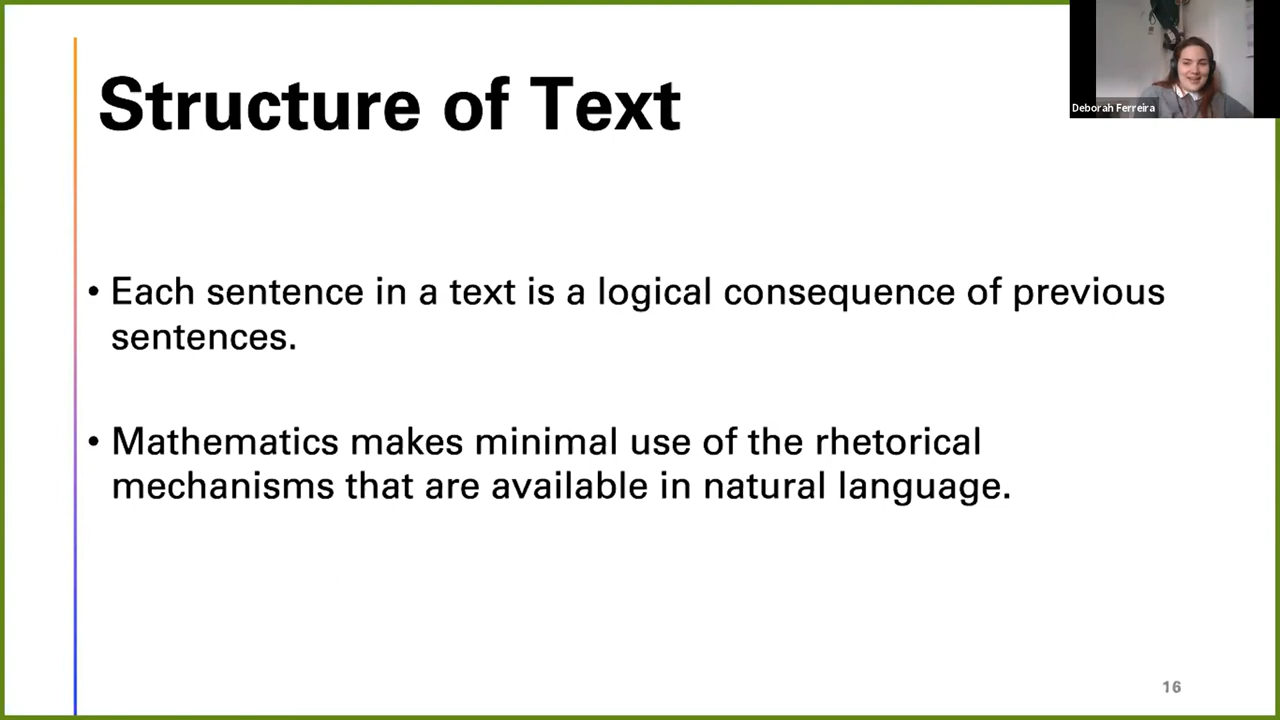 Structure of Text
Deborah Ferreira
• Each sentence in a text is a logical consequence of previous
sentences.
• Mathematics makes minimal use of the rhetorical
mechanisms that are available in natural language.
16